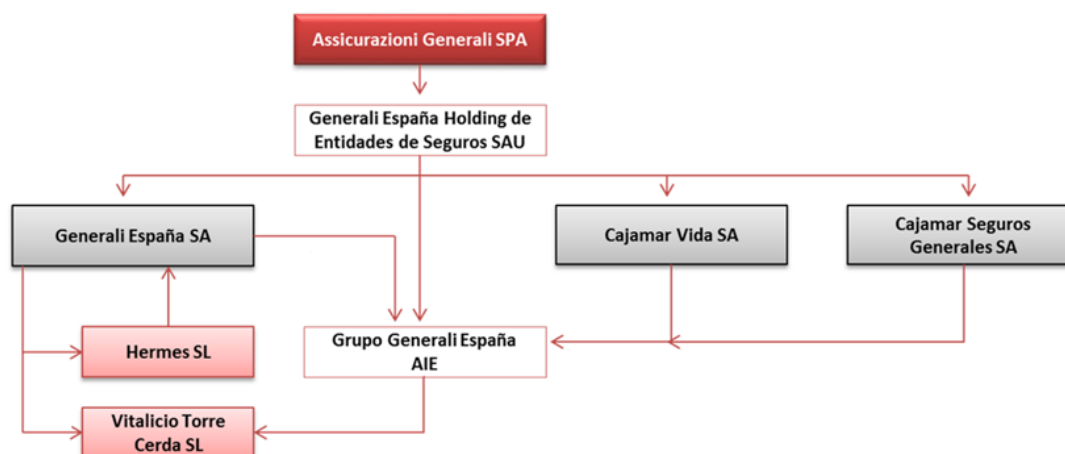 Assicurazioni Generali SPA
Generali España Holding de
Entidades de Seguros SAU
Generali España SA
Cajamar Vida SA
Cajamar Seguros
Generales SA
Hermes SL
Grupo Generali España
AIE
Vitalicio Torre
Cerda SL